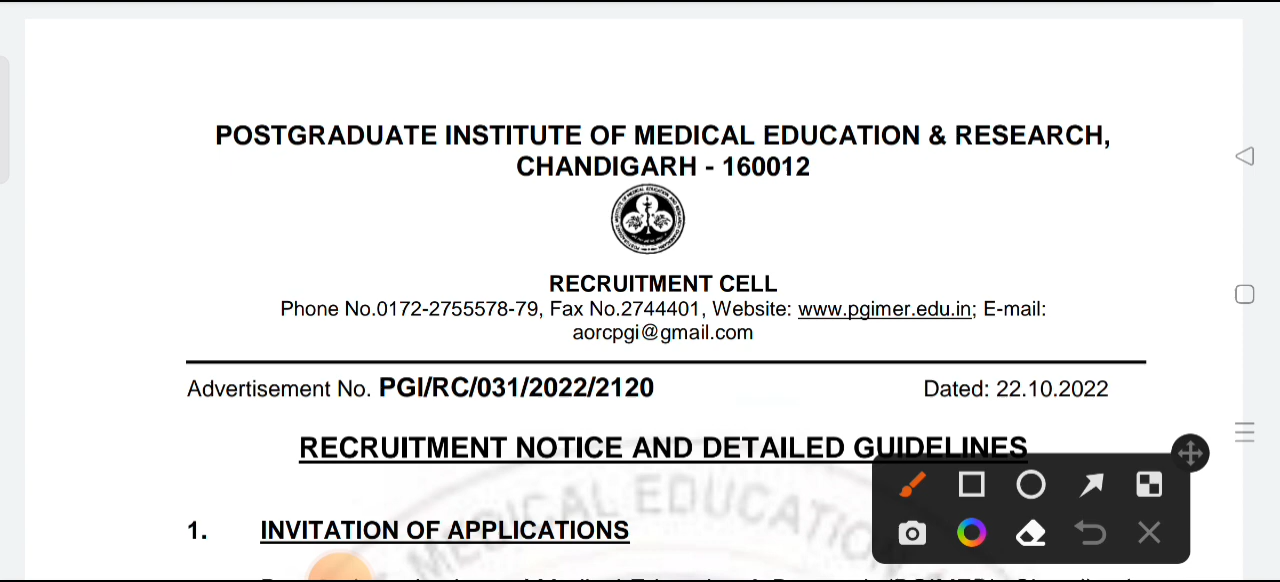 POSTGRADUATE INSTITUTE OF MEDICAL EDUCATION & RESEARCH,
CHANDIGARH - 160012
RECRUITMENT CELL
Phone No.0172-2755578-79, Fax No.2744401, Website: www.pgimer.edu.in; E-mail:
aorcpgi@gmail.com
Advertisement No. PGI/RC/031/2022/2120 Dated: 22.10.2022
RECRUITMENT NOTICE AND DETAILED GUIDELINES
MEDICAL EDUCATION
1. INVITATION OF APPLICATIONS